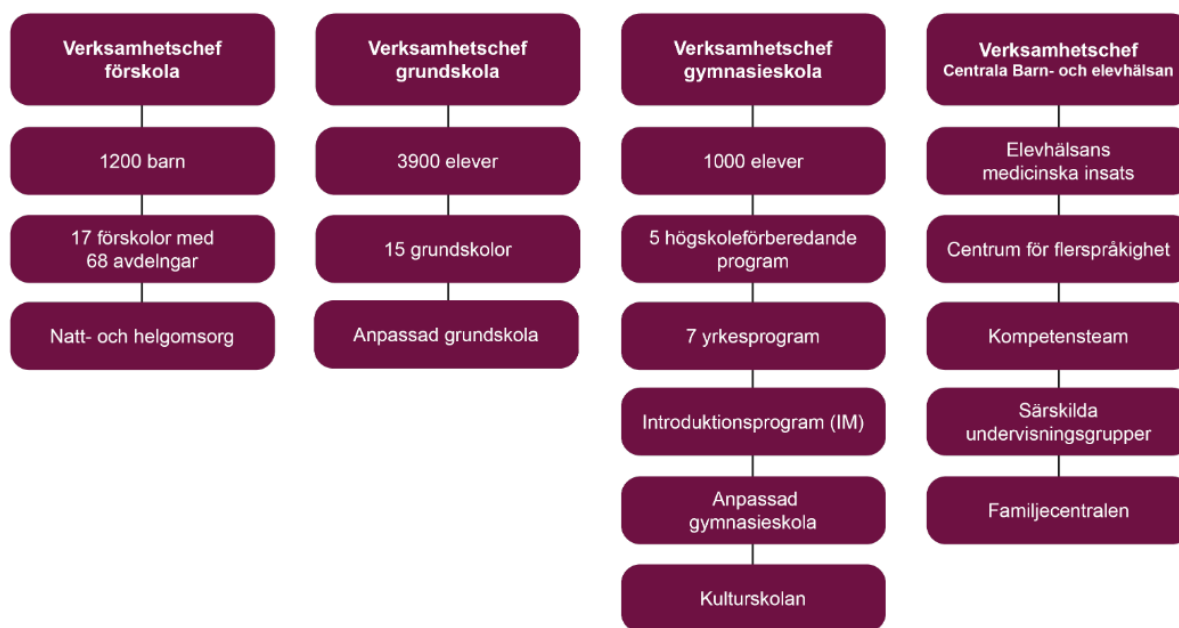 Verksamhetschef
förskola
1200 barn
17 förskolor med
68 avdelngar
Natt- och helgomsorg
Verksamhetschef
grundskola
3900 elever
15 grundskolor
Anpassad grundskola
Verksamhetschef
gymnasieskola
1000 elever
5 högskoleförberedande
program
7 yrkesprogram
Introduktionsprogram (IM)
Anpassad
gymnasieskola
Kulturskolan
Verksamhetschef
Centrala Barn- och elevhälsan
Elevhälsans
medicinska insats
Centrum för flerspråkighet
Kompetensteam
Särskilda
undervisningsgrupper
Familjecentralen